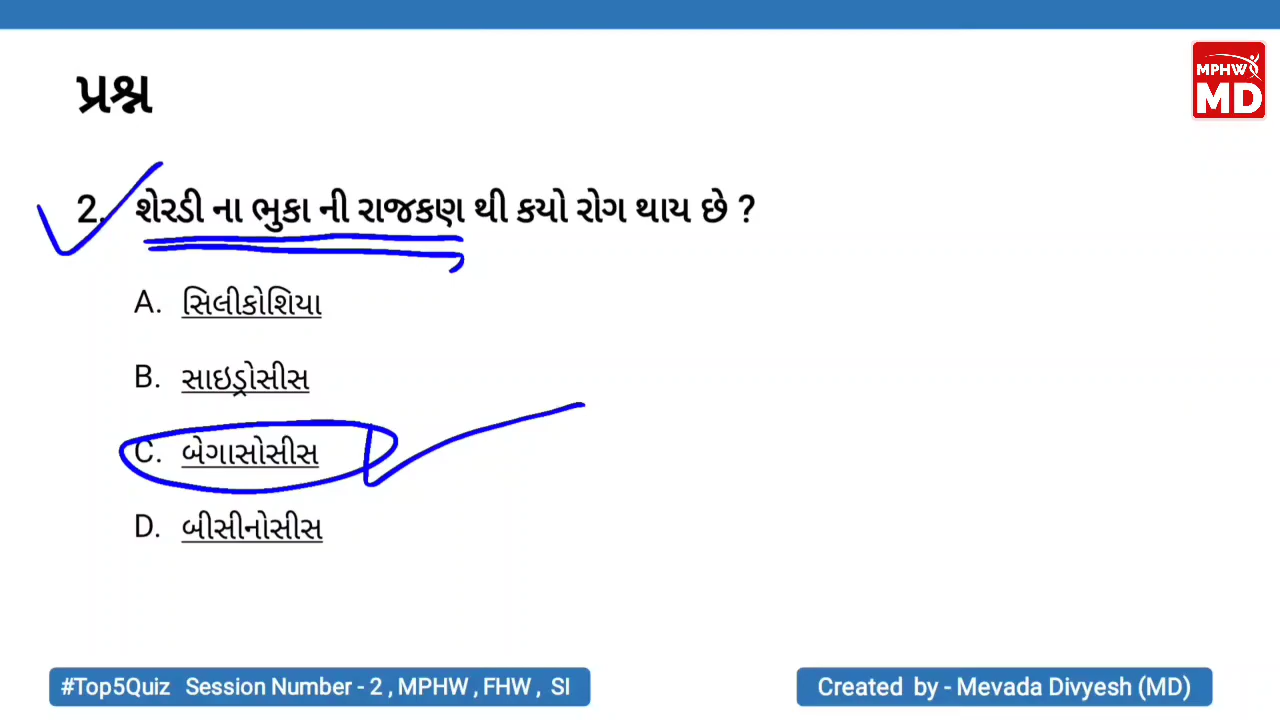 MPHW
MD
પ્રશ્ન
2. શેરડી ના ભુકા ની રાજકણ થી કયો રોગ થાય છે ?
A. સિલીકોશિયા
B. સાઇડ્રોસીસ
C. બેગાસોસીસ
D. બીસીનોસીસ
#Top5Quiz Session Number - 2 , MPHW , FHW , SI
Created by - Mevada Divyesh (MD)